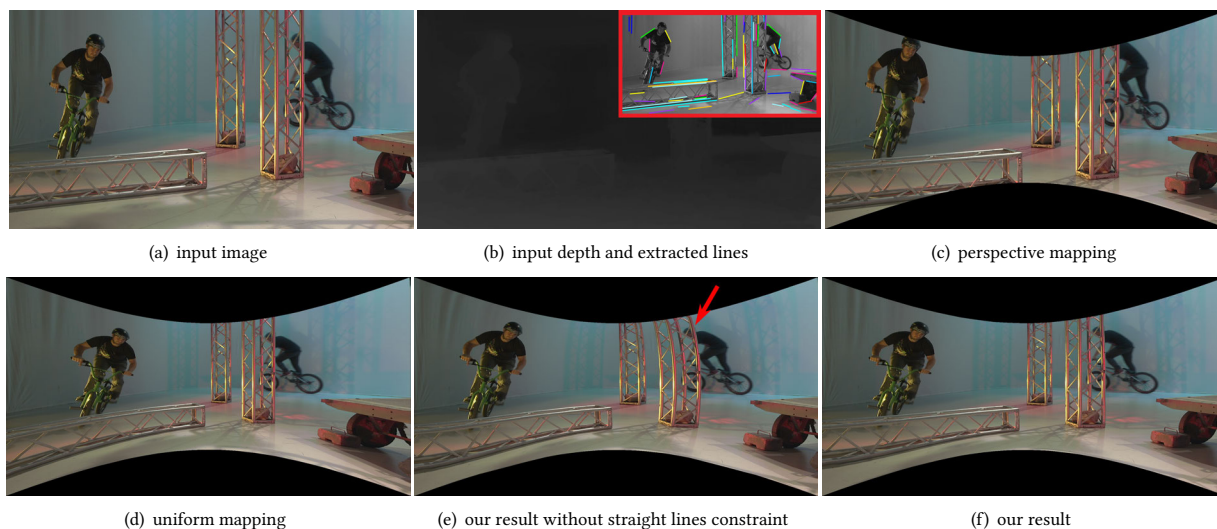 (a) input image
(b) input depth and extracted lines
(c) perspective mapping
(d) uniform mapping
(e) our result without straight lines constraint
(f) our result